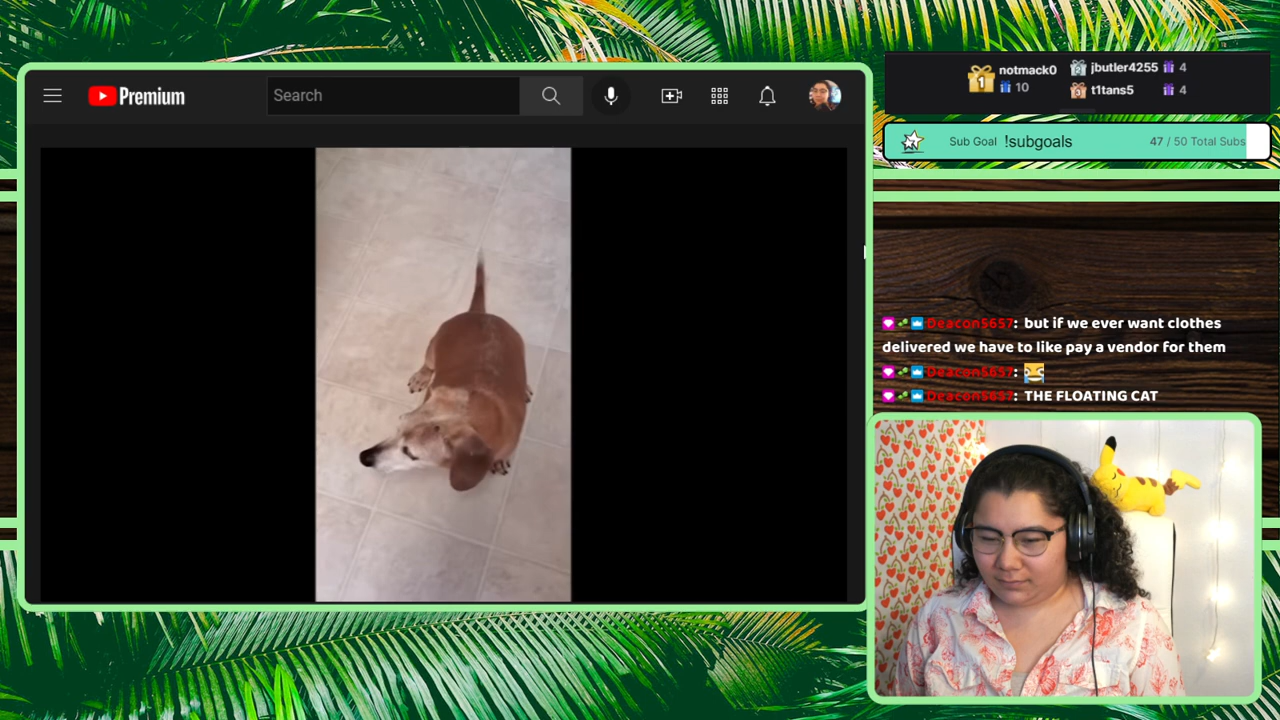 Premium
Search
notmack0
10
jbutler4255 4
t1tans5 4
Sub Goal !subgoals 47 / 50 Total Subs
Deacon5657: but if we ever want clothes
delivered we have to like pay a vendor for them
Deacon5657:
Deacon5657: THE FLOATING CAT